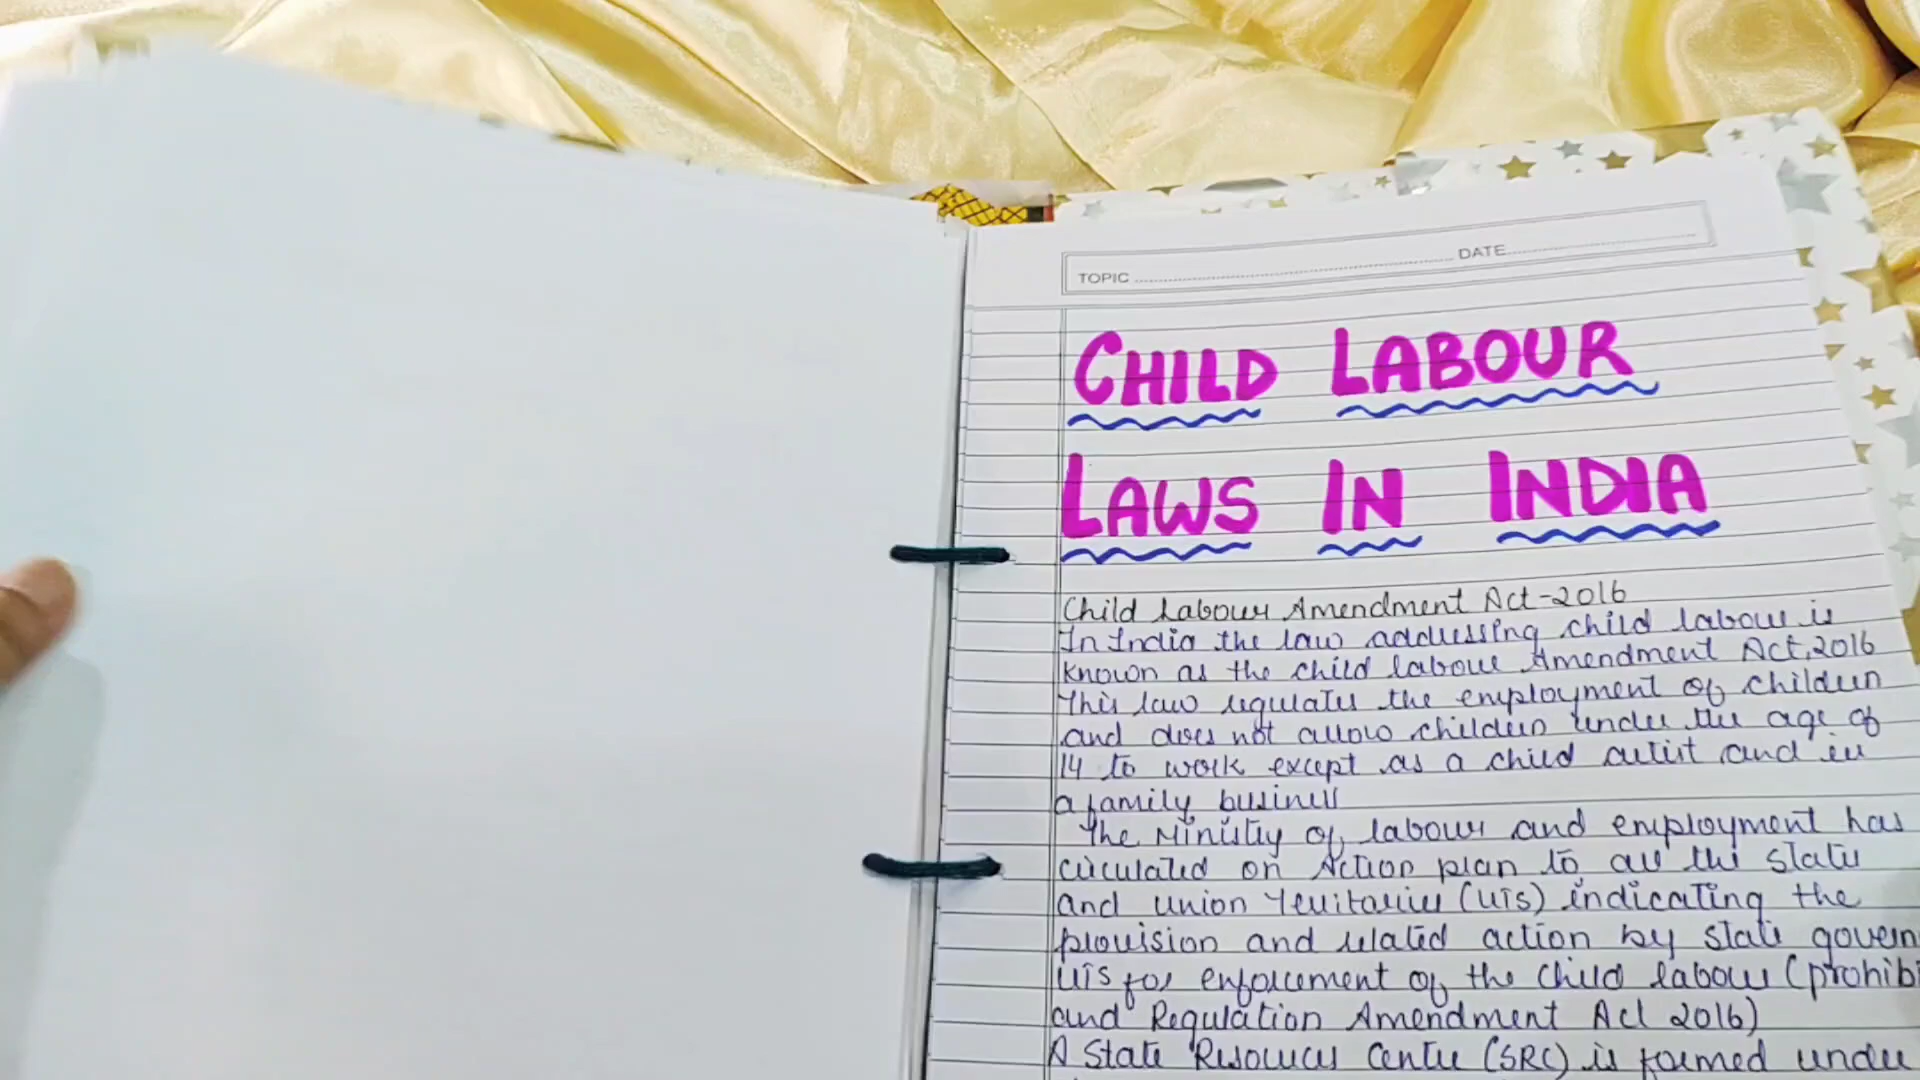 TOPIC DATE
CHILD LABOUR
LAWS IN INDIA
Child Labour Amendment Act-2016
In India the law addressing child labour is
known as the child labour Amendment Act,2016
This law regulates the employment of children
and does not allow children under the age of
14 to work except as a child artist and in
a family business
The Ministry of labour and employment has
circulated on Action plan to all the state
and union Territories (UTs) indicating the
provision and related action by state govern
UTs for enforcement of the Child labour (prohibi
and Regulation Amendment Act 2016)
A State Resources Centre (SRC) is formed under